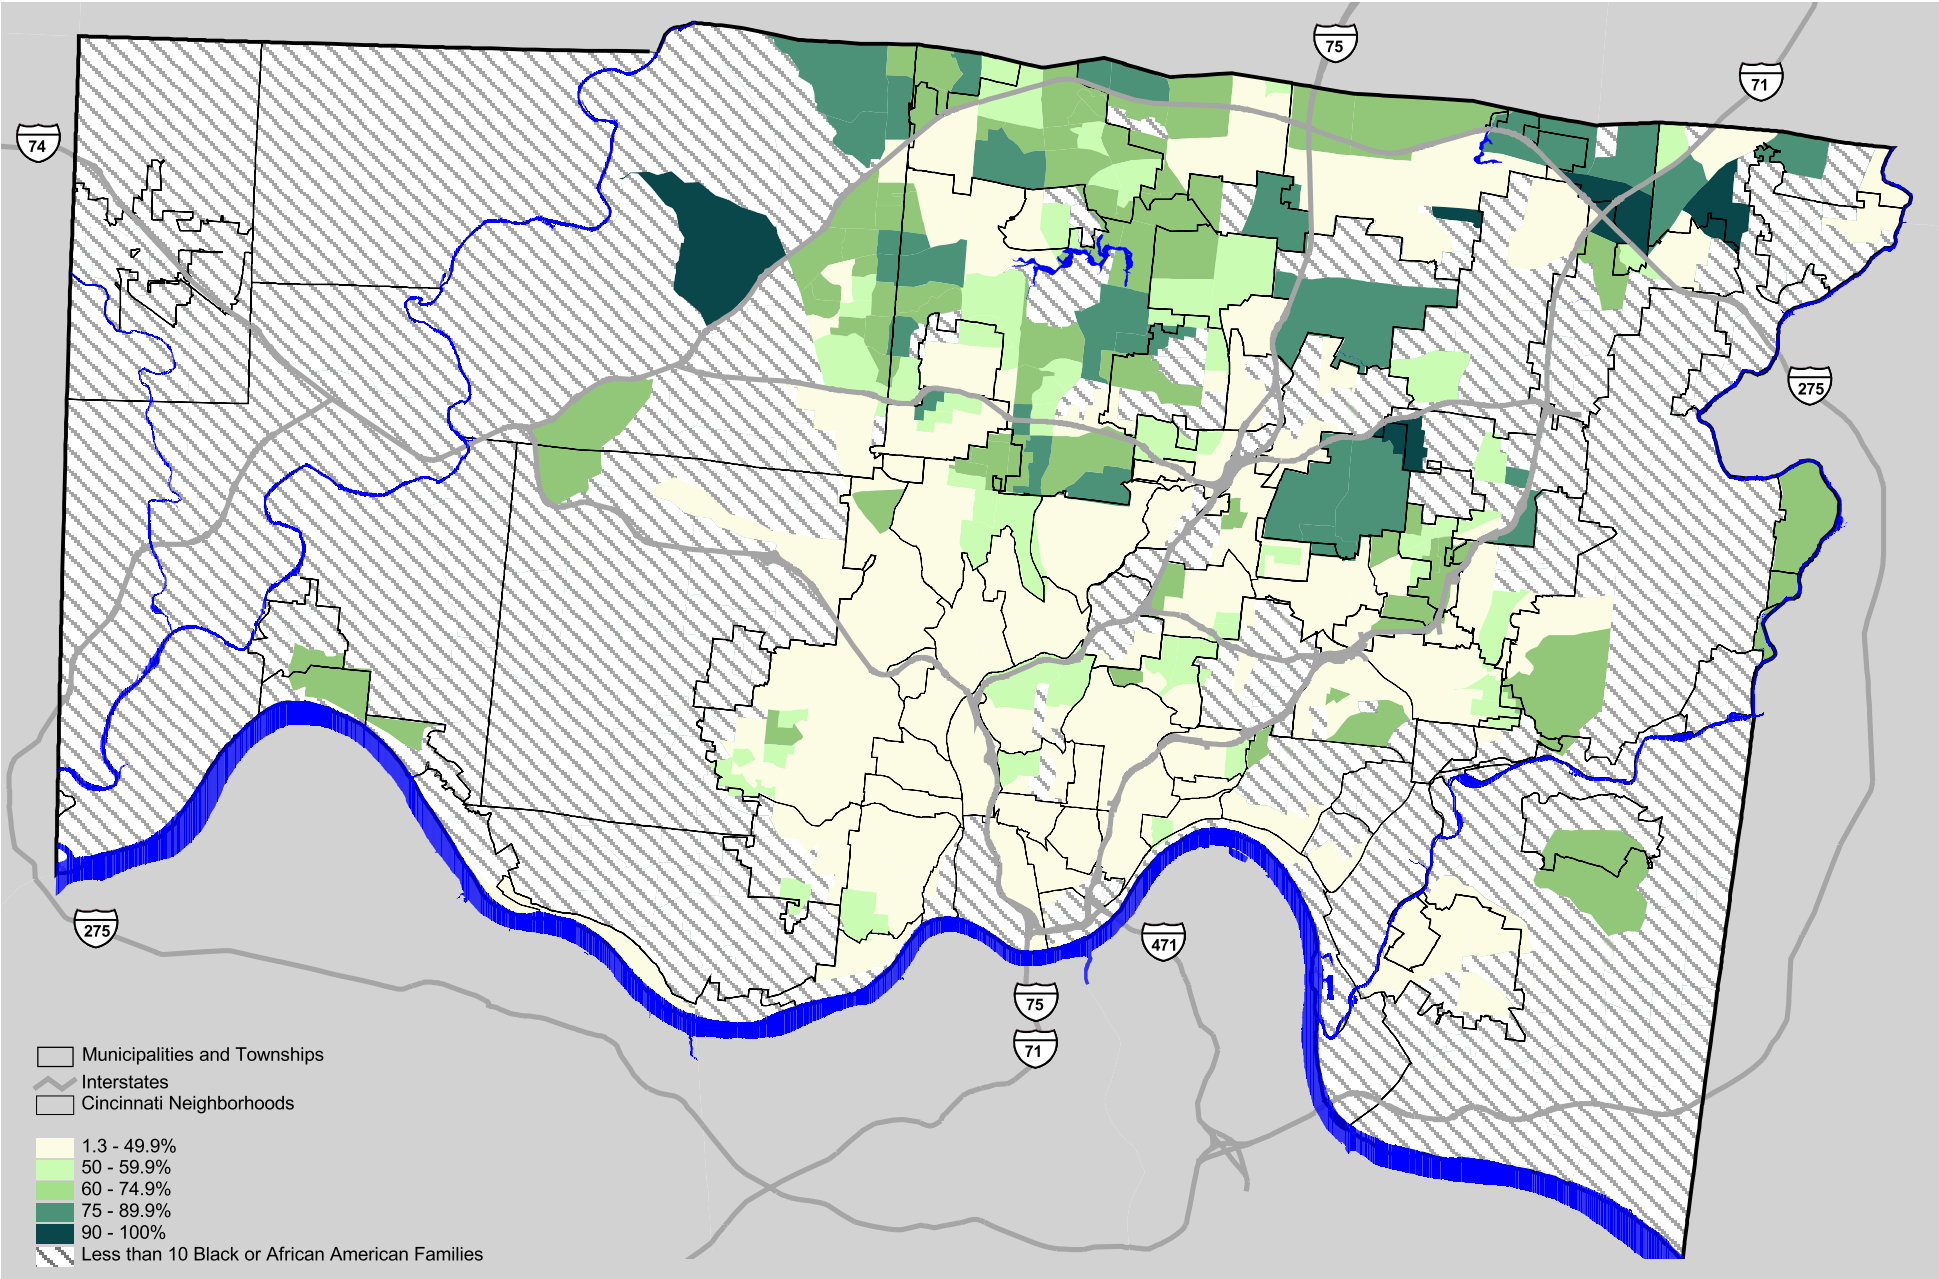 75
71
74
275
275
471
75
71
Municipalities and Townships
Interstates
Cincinnati Neighborhoods
1.3 - 49.9%
50 - 59.9%
60 - 74.9%
75 - 89.9%
90 - 100%
Less than 10 Black or African American Families